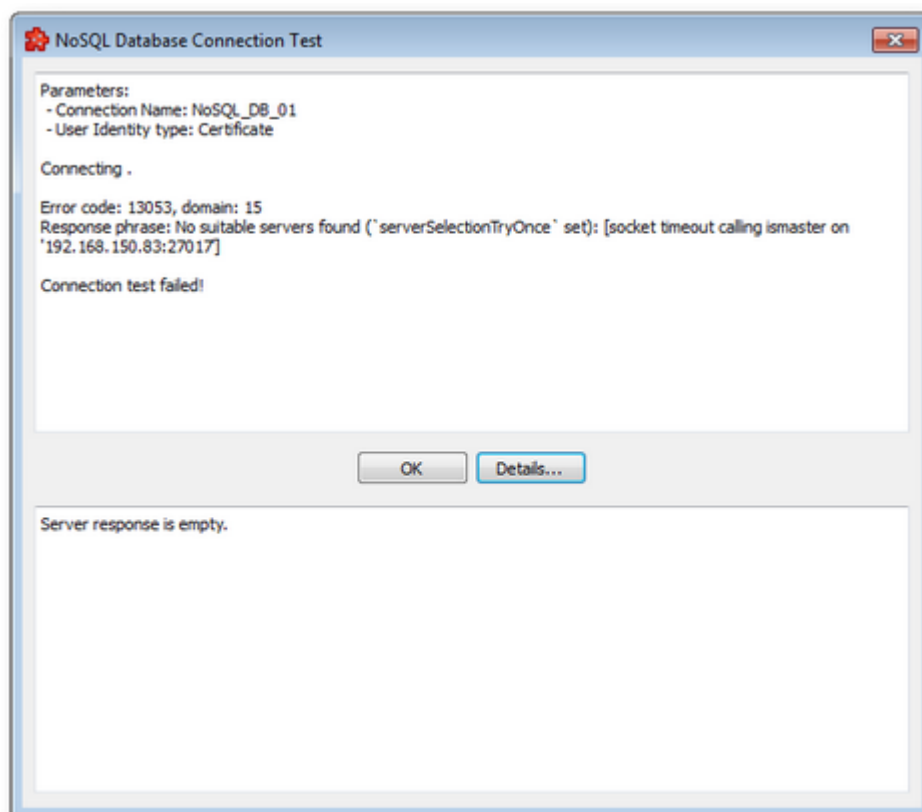 NoSQL Database Connection Test
Parameters:
- Connection Name: NoSQL_DB_01
- User Identity type: Certificate
Connecting .
Error code: 13053, domain: 15
Response phrase: No suitable servers found (`serverSelectionTryOnce` set): [socket timeout calling ismaster on
'192.168.150.83:27017']
Connection test failed!
OK
Details...
Server response is empty.